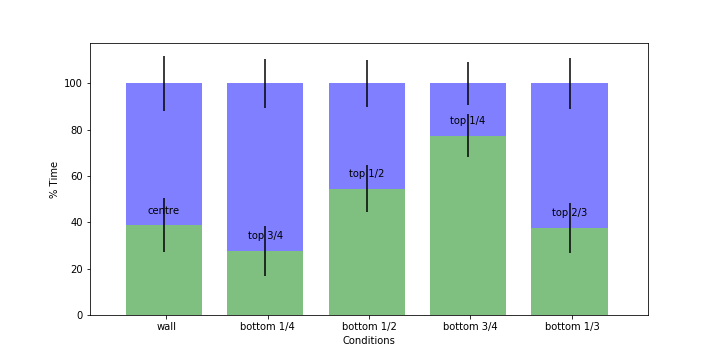 % Time
100
80
60
40
20
0
centre
top 3/4
top 1/2
top 1/4
top 2/3
wall
bottom 1/4
bottom 1/2
bottom 3/4
bottom 1/3
Conditions